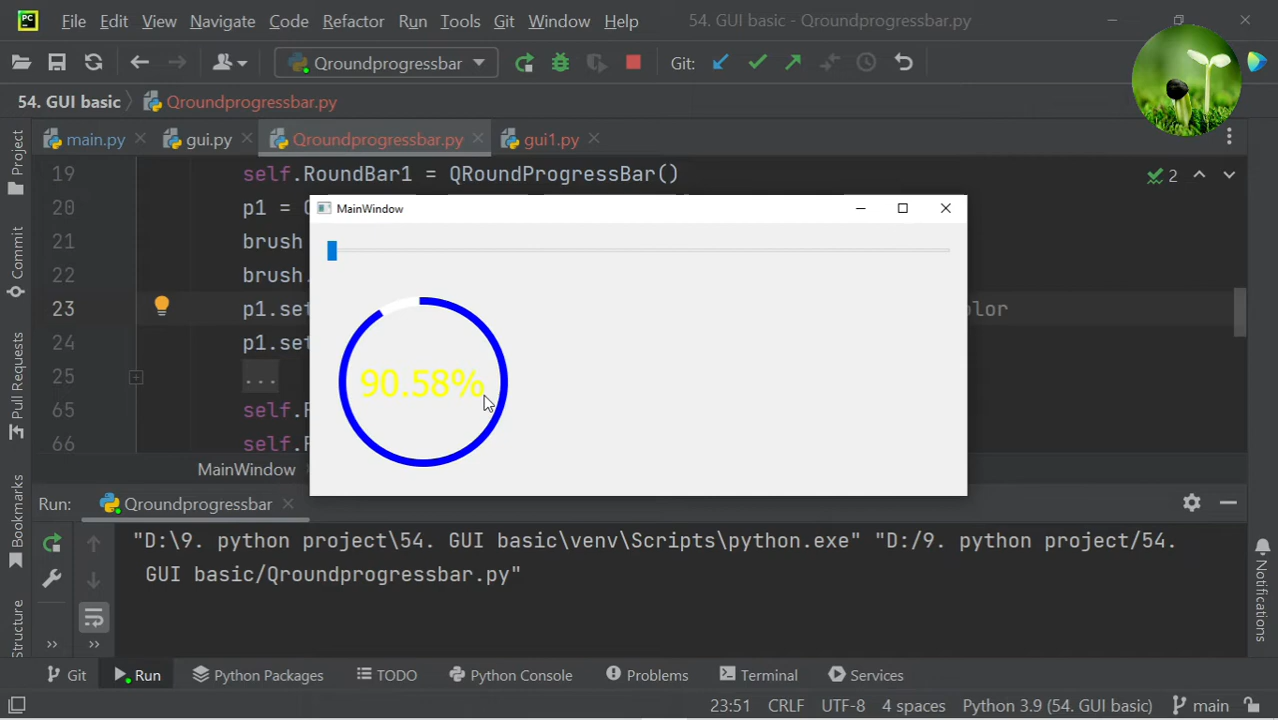 PC File Edit View Navigate Code Refactor Run Tools Git Window Help 54. GUI basic - Qroundprogressbar.py
Qroundprogressbar Git:
54. GUI basic Qroundprogressbar.py
main.py gui.py Qroundprogressbar.py gui1.py
19 self.RoundBar1 = QRoundProgressBar()
2
20 p1 =
21 brush
22 brush.
23 p1.set olor
24 p1.set
25 ...
65 self.
66 self.
MainWindow
90.58%
MainWindow
Run: Qroundprogressbar
"D:\9. python project\54. GUI basic\venv\Scripts\python.exe" "D:/9. python project/54.
GUI basic/Qroundprogressbar.py"
Project
Commit
Pull Requests
Bookmarks
Structure
Notifications
Git Run Python Packages TODO Python Console Problems Terminal Services
23:51 CRLF UTF-8 4 spaces Python 3.9 (54. GUI basic) main